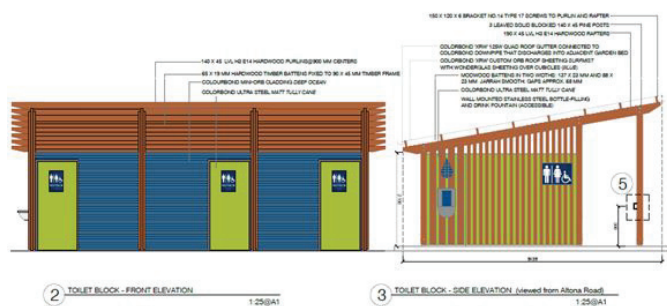 140 X 45 LVL H3 E14 HARDWOOD PURLINS@900 MM CENTERS
65 X 19 MM HARDWOOD TIMBER BATTENS FIXED TO 90 X 45 MM TIMBER FRAME
COLOURBOND MINI-ORB CLADDING DEEP OCEAN
COLORBOND ULTRA STEEL MATT TULLY CANE
150 X 120 X 6 BRACKET NO.14 TYPE 17 SCREWS TO PURLIN AND RAFTER
3 LEAVED SOLID BLOCKED 140 X 45 PINE POSTS
190 X 45 LVL H3 E14 HARDWOOD RAFTERS
COLORBOND 'XRW' 125W QUAD ROOF GUTTER CONNECTED TO
COLORBOND DOWNPIPE THAT DISCHARGES INTO ADJACENT GARDEN BED
COLORBOND 'XRW' CUSTOM ORB ROOF SHEETING SURFMIST
WITH WONDERGLAS SHEETING OVER CUBICLES (BLUE)
MODWOOD BATTENS IN TWO WIDTHS: 137 X 23 MM AND 88 X
23 MM. JARRAH SMOOTH. GAPS APPROX. 68 MM
COLORBOND ULTRA STEEL MATT TULLY CANE
WALL MOUNTED STAINLESS STEEL BOTTLE-FILLING
AND DRINK FOUNTAIN (ACCESSIBLE)
5
2
TOILET BLOCK - FRONT ELEVATION
1:25@A1
3
TOILET BLOCK - SIDE ELEVATION (viewed from Altona Road)
1:25@A1